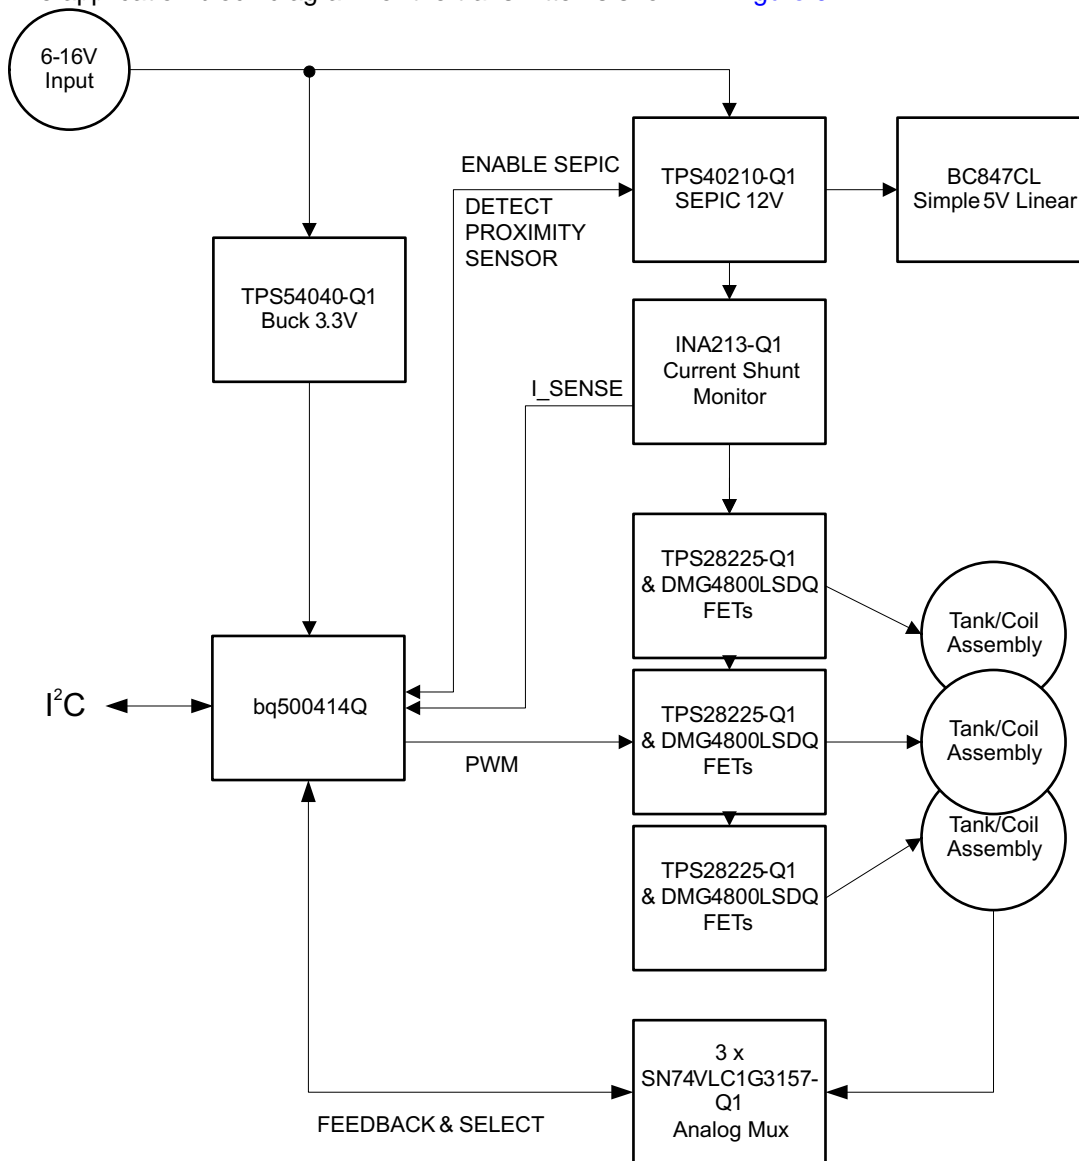 6-16V
Input
ENABLE SEPIC
DETECT
PROXIMITY
SENSOR
TPS40210-Q1
SEPIC 12V
BC847CL
Simple 5V Linear
TPS54040-Q1
Buck 3.3V
INA213-Q1
Current Shunt
Monitor
I_SENSE
TPS28225-Q1
& DMG4800LSDQ
FETs
Tank/Coil
Assembly
I²C
bq500414Q
PWM
TPS28225-Q1
& DMG4800LSDQ
FETs
Tank/Coil
Assembly
TPS28225-Q1
& DMG4800LSDQ
FETs
Tank/Coil
Assembly
3 x
SN74VLC1G3157-
Q1
Analog Mux
FEEDBACK & SELECT